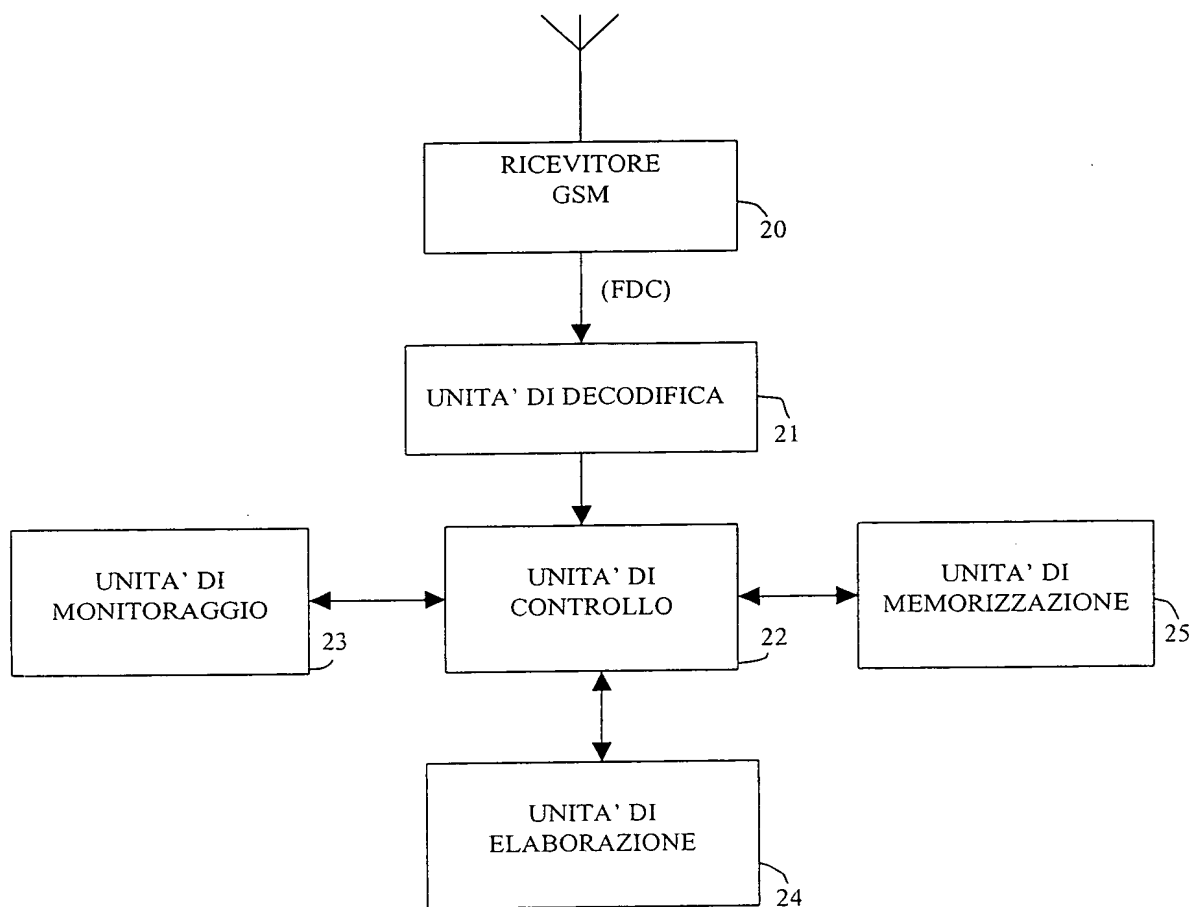 RICEVITORE
GSM
20
(FDC)
UNITA’ DI DECODIFICA
21
UNITA’ DI
MONITORAGGIO
23
UNITA’ DI
CONTROLLO
22
UNITA’ DI
MEMORIZZAZIONE
25
UNITA’ DI
ELABORAZIONE
24